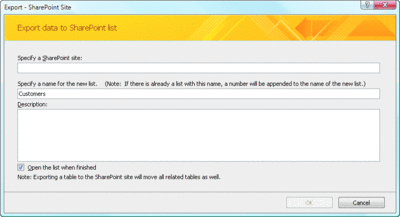 Export - SharePoint Site
Export data to SharePoint list
Specify a SharePoint site:
Specify a name for the new list. (Note: If there is already a list with this name, a number will be appended to the name of the new list.)
Customers
Description:
Open the list when finished
Note: Exporting a table to the SharePoint site will move all related tables as well.
OK Cancel